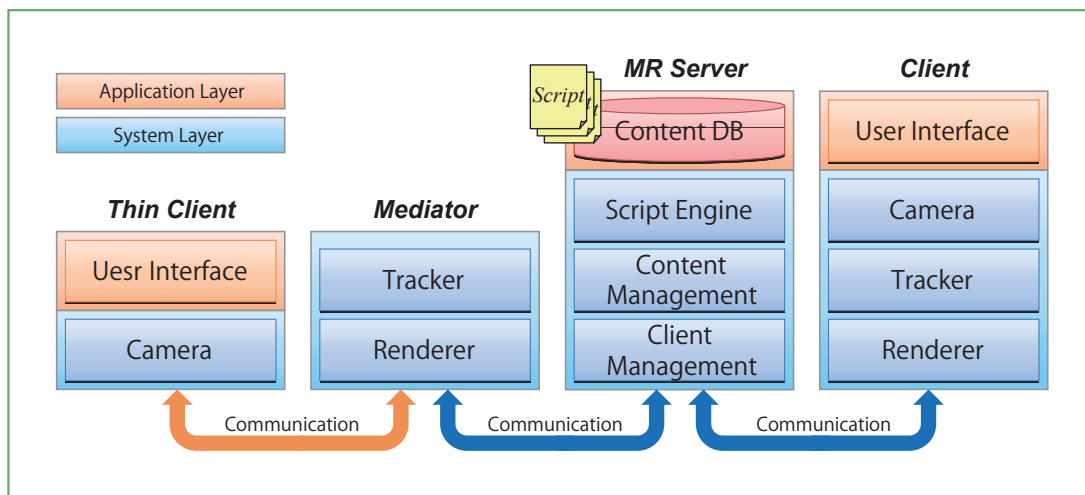 Application Layer
System Layer
Thin Client
Uesr Interface
Camera
Mediator
Tracker
Renderer
MR Server
Script
t
t
Content DB
Script Engine
Content
Management
Client
Management
Client
User Interface
Camera
Tracker
Renderer
Communication
Communication
Communication